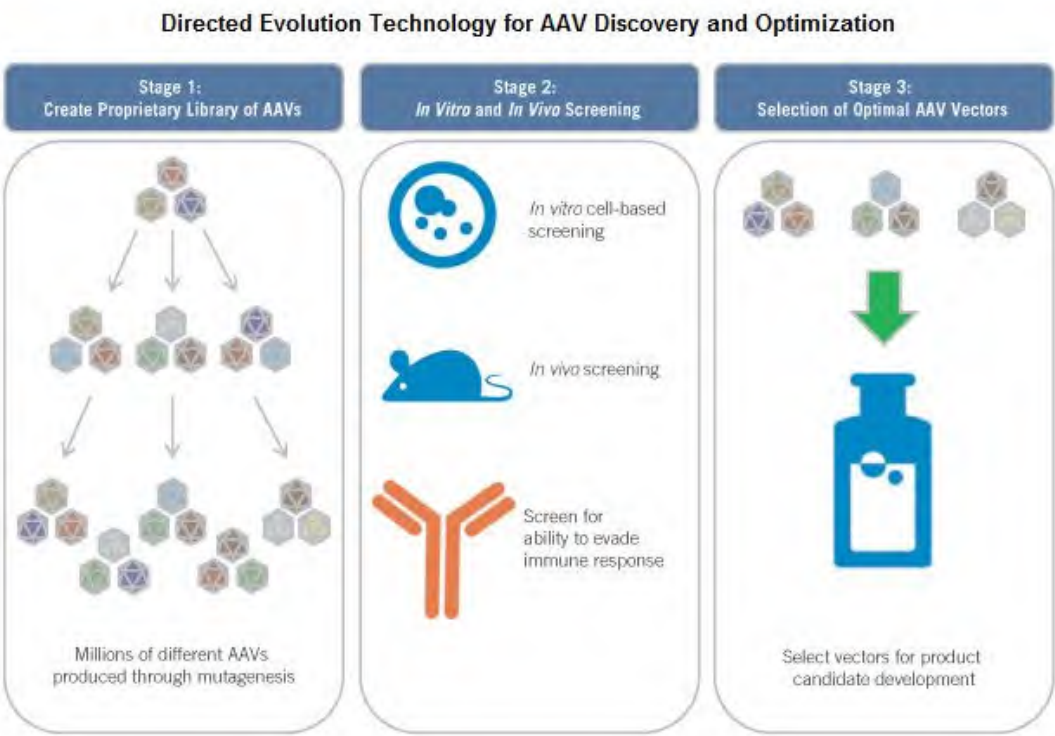 Directed Evolution Technology for AAV Discovery and Optimization
Stage 1:
Create Proprietary Library of AAVs
Stage 2:
In Vitro and In Vivo Screening
Stage 3:
Selection of Optimal AAV Vectors
In vitro cell-based
screening
In vivo screening
Screen for
ability to evade
immune response
Millions of different AAVs
produced through mutagenesis
Select vectors for product
candidate development